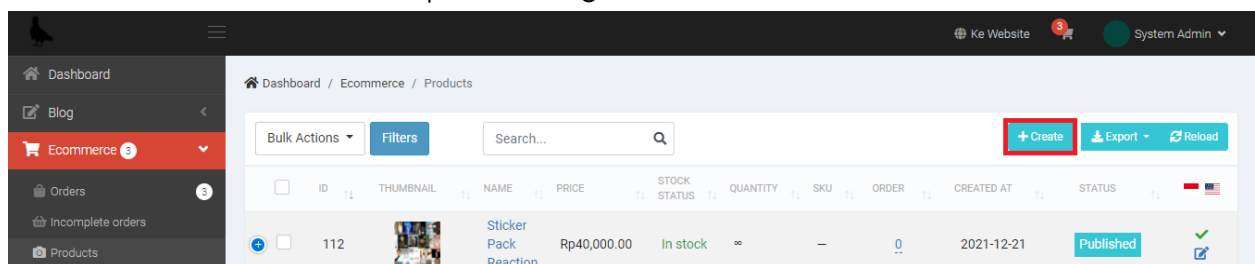 Ke Website 3 System Admin
Dashboard
Dashboard / Ecommerce / Products
Blog
Bulk Actions Filters Search... Create Export Reload
Ecommerce 3
ID THUMBNAIL NAME PRICE STOCK STATUS QUANTITY SKU ORDER CREATED AT STATUS
Orders 3
Incomplete orders
Products
112 Sticker Pack Reaction Rp40,000.00 In stock ∞ — 0 2021-12-21 Published